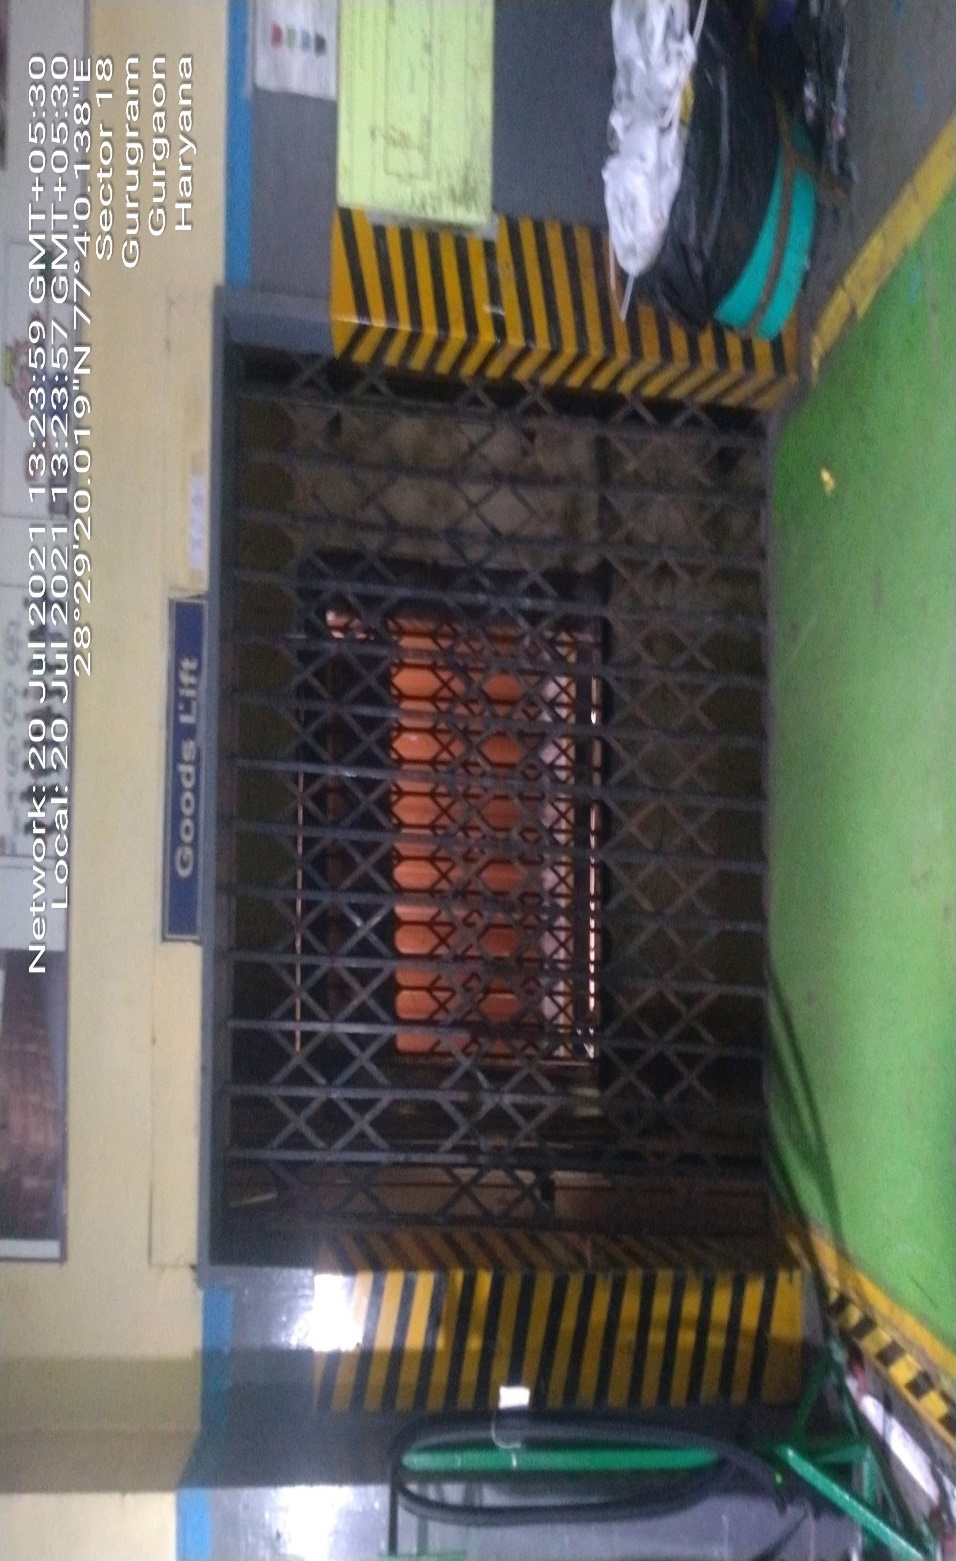 Network: 20 Jul 2021 13:23:59 GMT+05:30
Local: 20 Jul 2021 13:23:57 GMT+05:30
28°29'20.019"N 77°4'0.138"E
Sector 18
Gurugram
Gurgaon
Haryana
Goods Lift